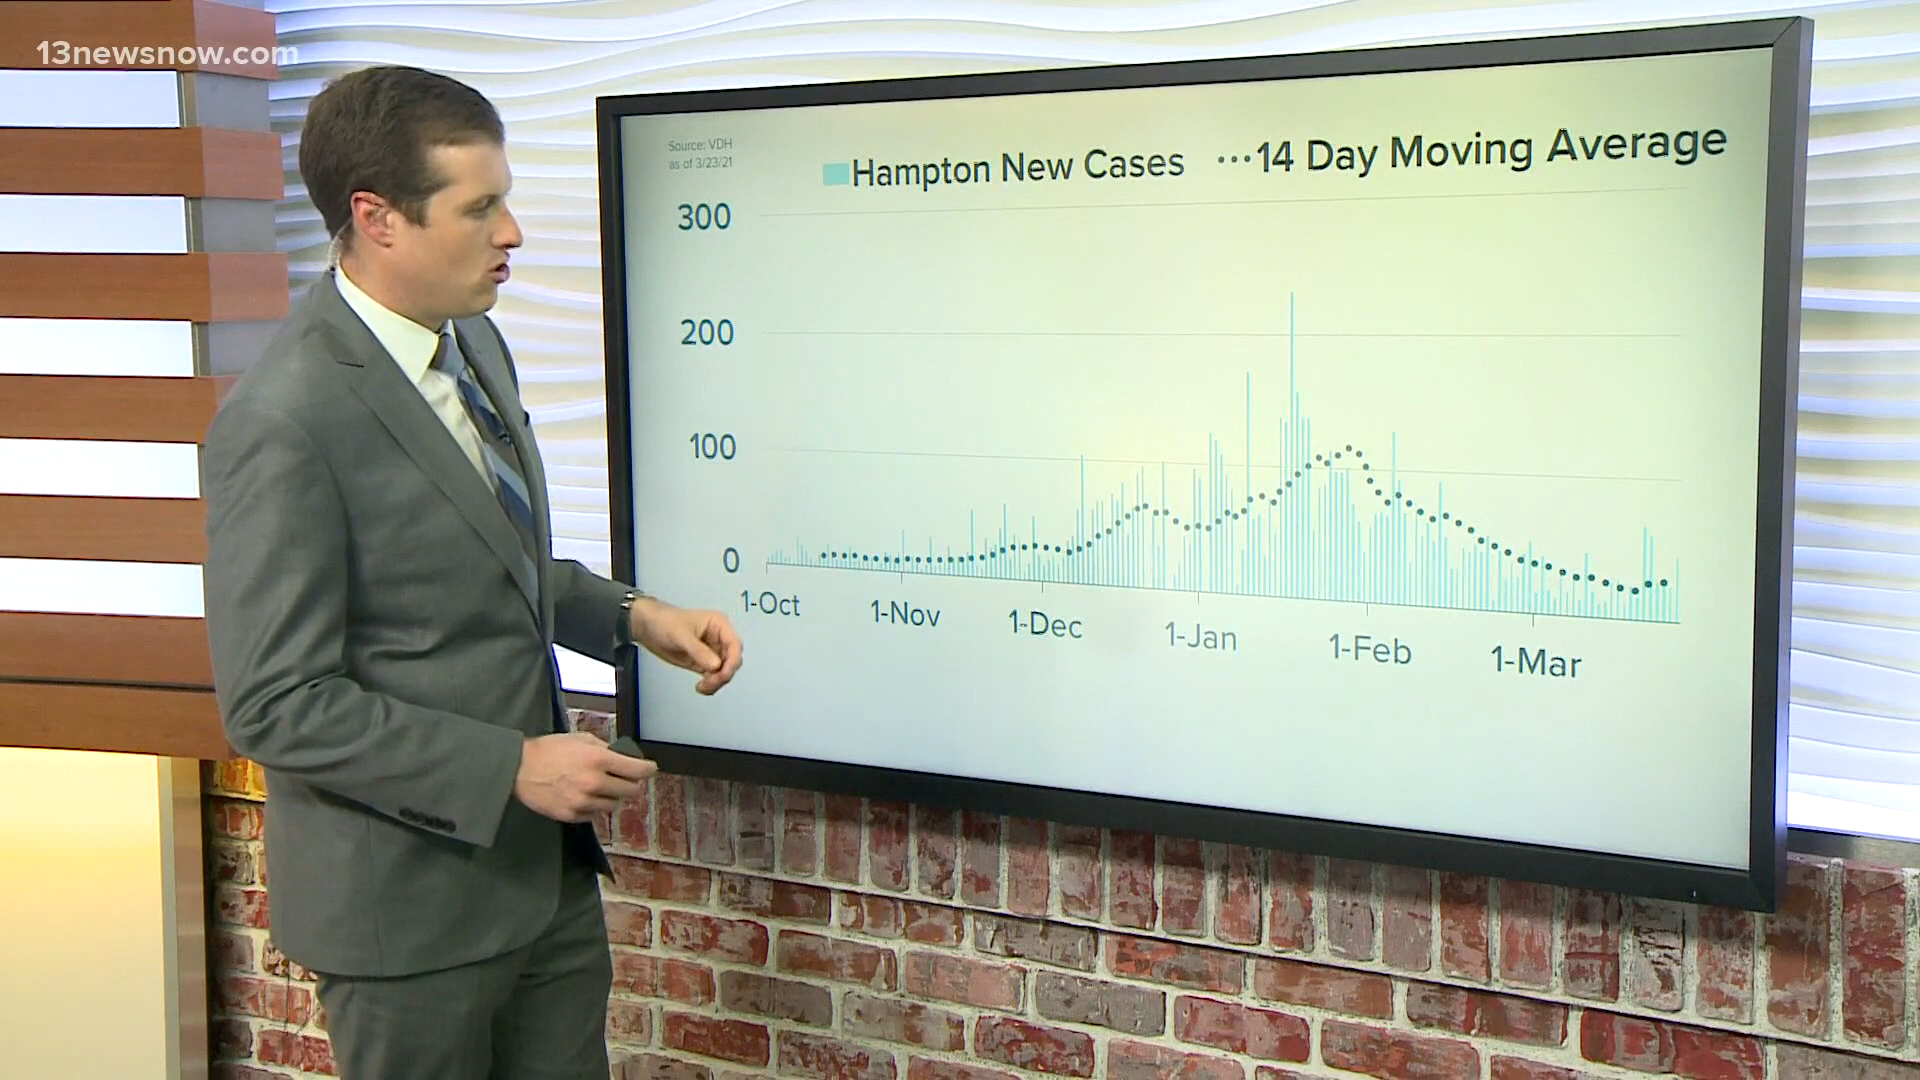 13newsnow.com
Source: VDH
as of 3/23/21
Hampton New Cases ···14 Day Moving Average
300
200
100
0
1-Oct 1-Nov 1-Dec 1-Jan 1-Feb 1-Mar